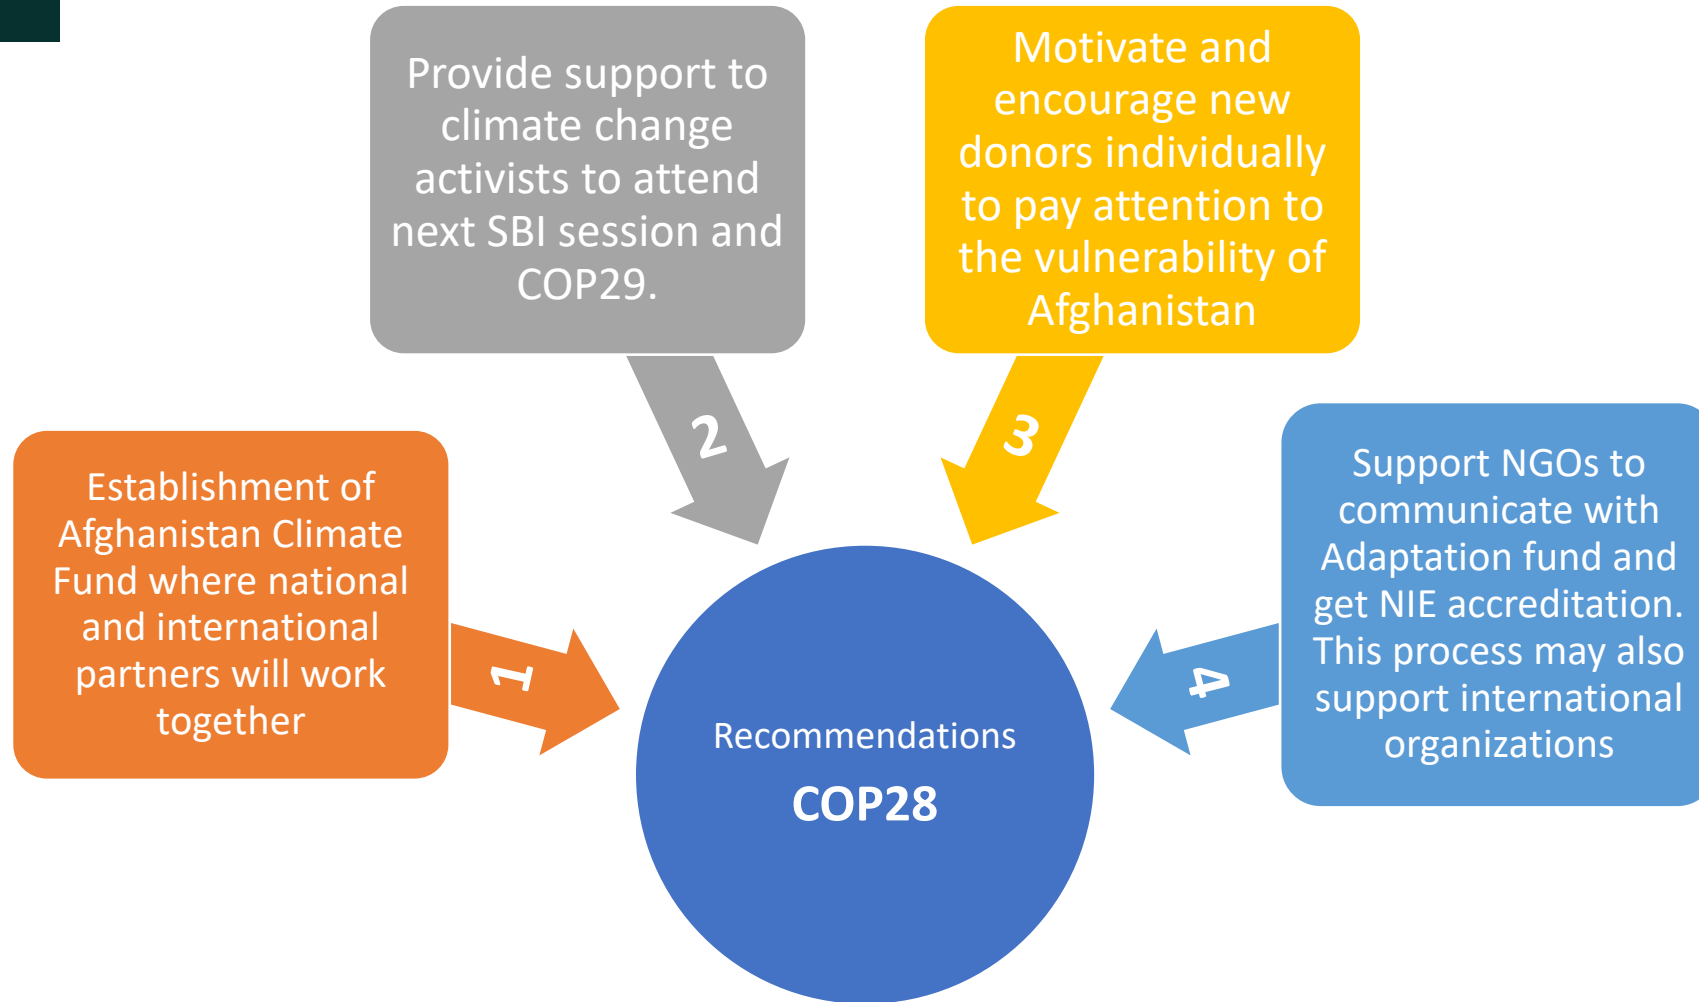 Provide support to
climate change
activists to attend
next SBI session and
COP29.
Motivate and
encourage new
donors individually
to pay attention to
the vulnerability of
Afghanistan
2
3
Establishment of
Afghanistan Climate
Fund where national
and international
partners will work
together
1
Support NGOs to
communicate with
Adaptation fund and
get NIE accreditation.
This process may also
support international
organizations
4
Recommendations
COP28